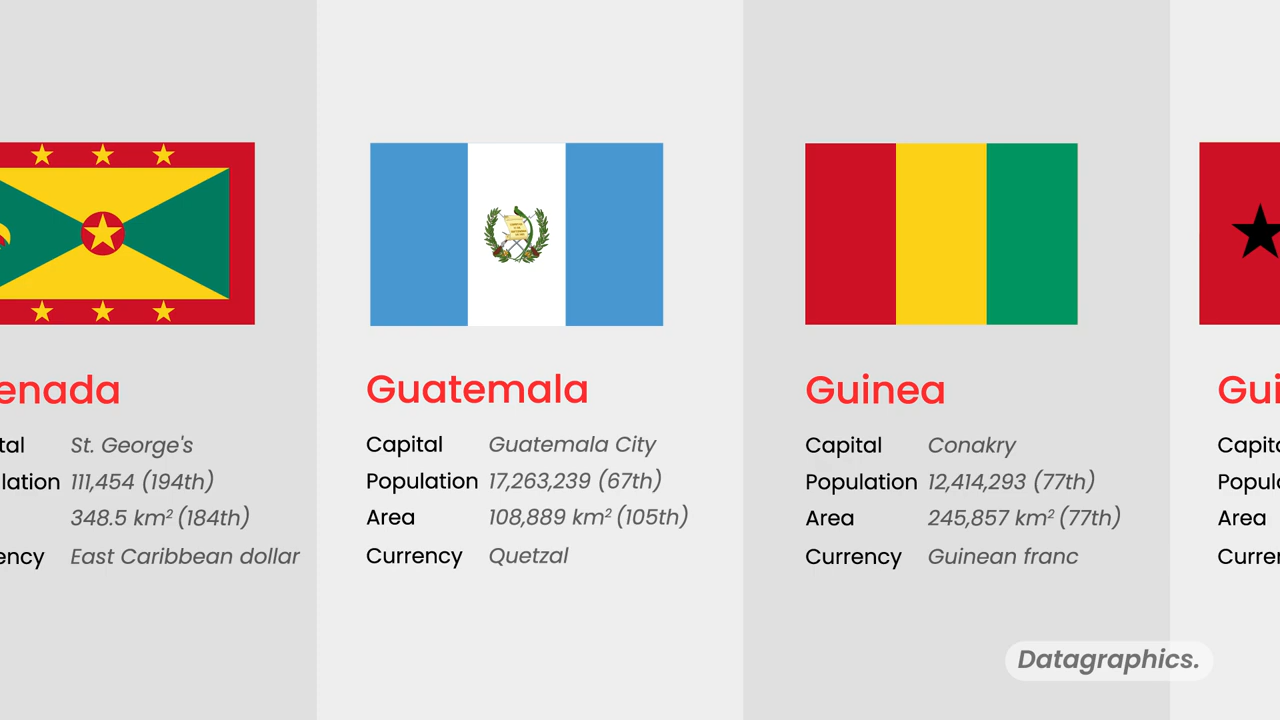 enada
tal St. George's
lation 111,454 (194th)
348.5 km² (184th)
ency East Caribbean dollar
Guatemala
Capital Guatemala City
Population 17,263,239 (67th)
Area 108,889 km² (105th)
Currency Quetzal
Guinea
Capital Conakry
Population 12,414,293 (77th)
Area 245,857 km² (77th)
Currency Guinean franc
Gui
Capit
Popul
Area
Curre
Datagraphics.